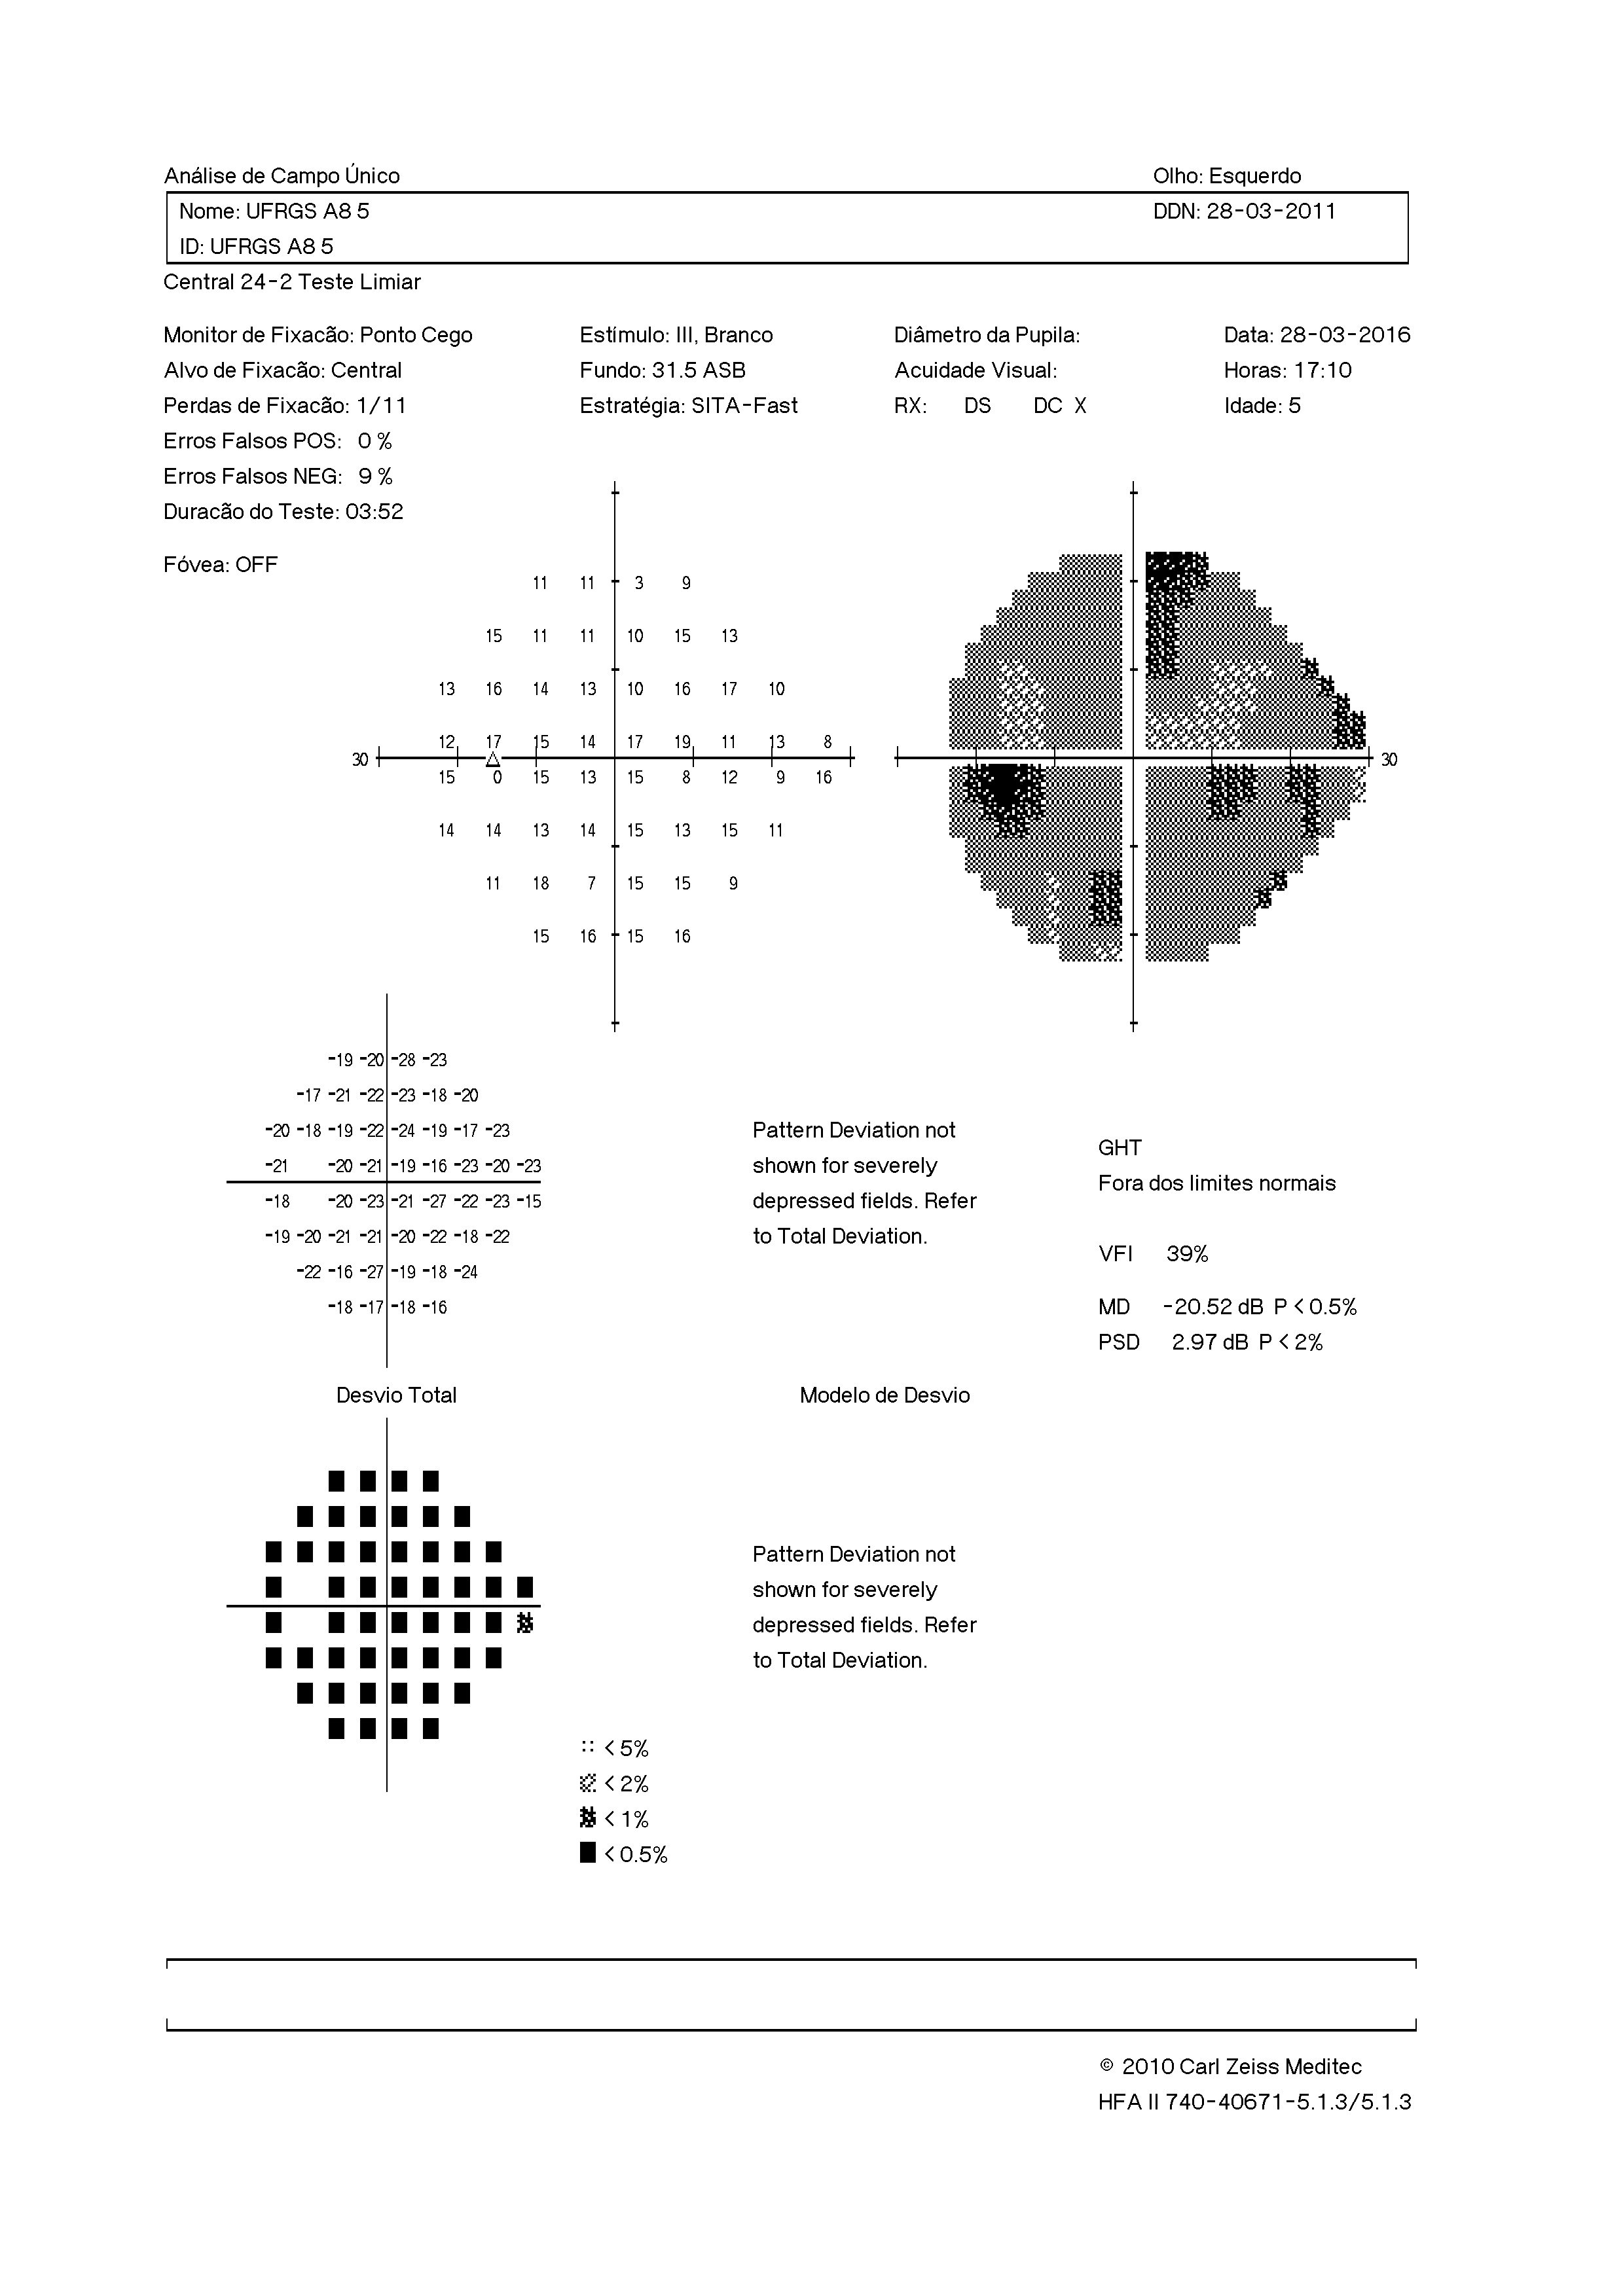 Análise de Campo Único Olho: Esquerdo
Nome: UFRGS A8 5 DDN: 28-03-2011
ID: UFRGS A8 5
Central 24-2 Teste Limiar
Monitor de Fixacão: Ponto Cego Estímulo: III, Branco Diâmetro da Pupila: Data: 28-03-2016
Alvo de Fixacão: Central Fundo: 31.5 ASB Acuidade Visual: Horas: 17:10
Perdas de Fixacão: 1/11 Estratégia: SITA-Fast RX: DS DC X Idade: 5
Erros Falsos POS: 0 %
Erros Falsos NEG: 9 %
Duracão do Teste: 03:52
Fóvea: OFF
11 11 3 9
15 11 11 10 15 13
13 16 14 13 10 16 17 10
12 17 15 14 17 19 11 13 8
30 30
15 0 15 13 15 8 12 9 16
14 14 13 14 15 13 15 11
11 18 7 15 15 9
15 16 15 16
-19 -20 -28 -23
-17 -21 -22 -23 -18 -20
-20 -18 -19 -22 -24 -19 -17 -23
-21 -20 -21 -19 -16 -23 -20 -23
-18 -20 -23 -21 -27 -22 -23 -15
-19 -20 -21 -21 -20 -22 -18 -22
-22 -16 -27 -19 -18 -24
-18 -17 -18 -16
Desvio Total
Pattern Deviation not
shown for severely
depressed fields. Refer
to Total Deviation.
Modelo de Desvio
GHT
Fora dos limites normais
VFI 39%
MD -20.52 dB P < 0.5%
PSD 2.97 dB P < 2%
Pattern Deviation not
shown for severely
depressed fields. Refer
to Total Deviation.
< 5%
< 2%
< 1%
< 0.5%
© 2010 Carl Zeiss Meditec
HFA II 740-40671-5.1.3/5.1.3